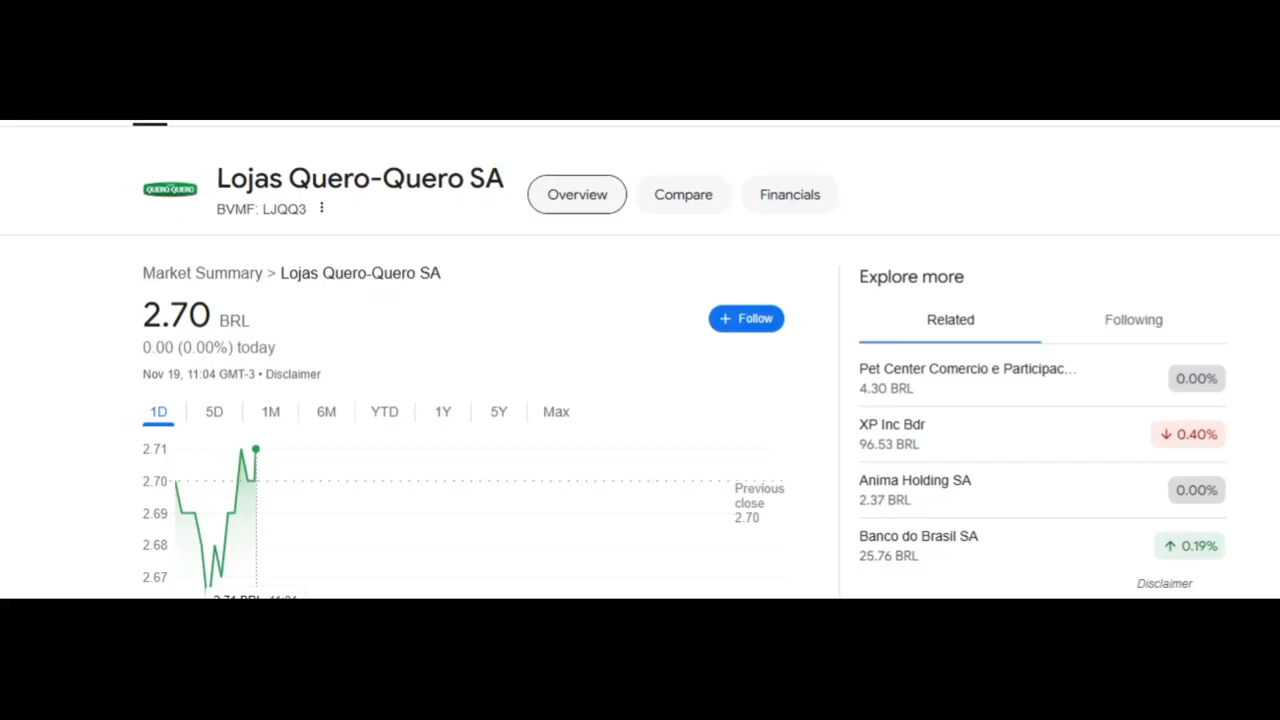 QUERO-QUERO
Lojas Quero-Quero SA
BVMF: LJQQ3
Overview
Compare
Financials
Market Summary > Lojas Quero-Quero SA
2.70 BRL
+ Follow
0.00 (0.00%) today
Nov 19, 11:04 GMT-3 • Disclaimer
1D
5D
1M
6M
YTD
1Y
5Y
Max
2.71
2.70
2.69
2.68
2.67
Previous
close
2.70
Explore more
Related
Following
Pet Center Comercio e Participac...
4.30 BRL
0.00%
XP Inc Bdr
96.53 BRL
↓ 0.40%
Anima Holding SA
2.37 BRL
0.00%
Banco do Brasil SA
25.76 BRL
↑ 0.19%
Disclaimer